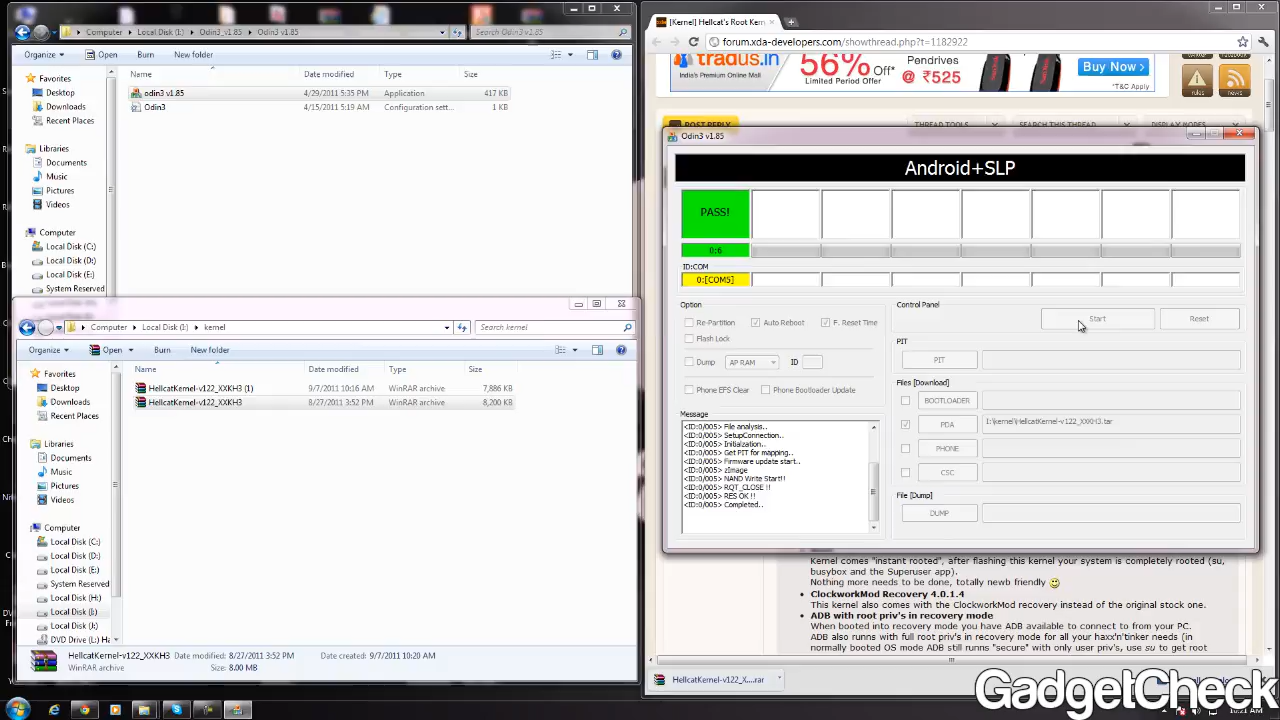 Computer ▸ Local Disk (I:) ▸ Odin3_v1.85 ▸ Odin3 v1.85
Search Odin3 v1.85
Organize Open Burn New folder
Favorites
Desktop
Downloads
Recent Places
Libraries
Documents
Music
Pictures
Videos
Computer
Local Disk (C:)
Local Disk (D:)
Local Disk (E:)
System Reserved
Name Date modified Type Size
odin3 v1.85 4/29/2011 5:35 PM Application 417 KB
Odin3 4/15/2011 5:19 AM Configuration sett... 1 KB
Computer ▸ Local Disk (I:) ▸ kernel
Search kernel
Organize Open Burn New folder
Favorites
Desktop
Downloads
Recent Places
Libraries
Documents
Music
Pictures
Videos
Computer
Local Disk (C:)
Local Disk (D:)
Local Disk (E:)
System Reserved
Local Disk (H:)
Local Disk (I:)
Local Disk (J:)
DVD Drive (L:) Ha
Name Date modified Type Size
HellcatKernel-v122_XXKH3 (1) 9/7/2011 10:16 AM WinRAR archive 7,886 KB
HellcatKernel-v122_XXKH3 8/27/2011 3:52 PM WinRAR archive 8,200 KB
HellcatKernel-v122_XXKH3 Date modified: 8/27/2011 3:52 PM Date created: 9/7/2011 10:20 AM
WinRAR archive Size: 8.00 MB
[Kernel] Hellcat's Root Kern
forum.xda-developers.com/showthread.php?t=1182922
tradus.in
India's Premium Online Mall
56% Off*
Limited Period Offer
Pendrives
@ ₹525
Buy Now >
*T&C Apply
rules
news
POST REPLY THREAD TOOLS SEARCH THIS THREAD DISPLAY MODES
Odin3 v1.85
Android+SLP
PASS!
0:6
ID:COM
0:[COM5]
Option
Re-Partition Auto Reboot F. Reset Time
Flash Lock
Dump AP RAM ID
Phone EFS Clear Phone Bootloader Update
Message
<ID:0/005> File analysis..
<ID:0/005> SetupConnection..
<ID:0/005> Initialzation..
<ID:0/005> Get PIT for mapping..
<ID:0/005> Firmware update start..
<ID:0/005> zImage
<ID:0/005> NAND Write Start!!
<ID:0/005> RQT_CLOSE !!
<ID:0/005> RES OK !!
<ID:0/005> Completed..
Control Panel
Start Reset
PIT
PIT
Files [Download]
BOOTLOADER
PDA I:\kernel\HellcatKernel-v122_XXKH3.tar
PHONE
CSC
File [Dump]
DUMP
Kernel comes "instant rooted", after flashing this kernel your system is completely rooted (su,
busybox and the Superuser app).
Nothing more needs to be done, totally newb friendly
ClockworkMod Recovery 4.0.1.4
This kernel also comes with the ClockworkMod recovery instead of the original stock one.
ADB with root priv's in recovery mode
When booted into recovery mode you have ADB available to connect to from your PC.
ADB also runns with full root priv's in recovery mode for all your haxx'n'tinker needs (in
normally booted OS mode ADB still runns "secure" with only user priv's, use su to get root
HellcatKernel-v122_X....rar
GadgetCheck
10:21 AM